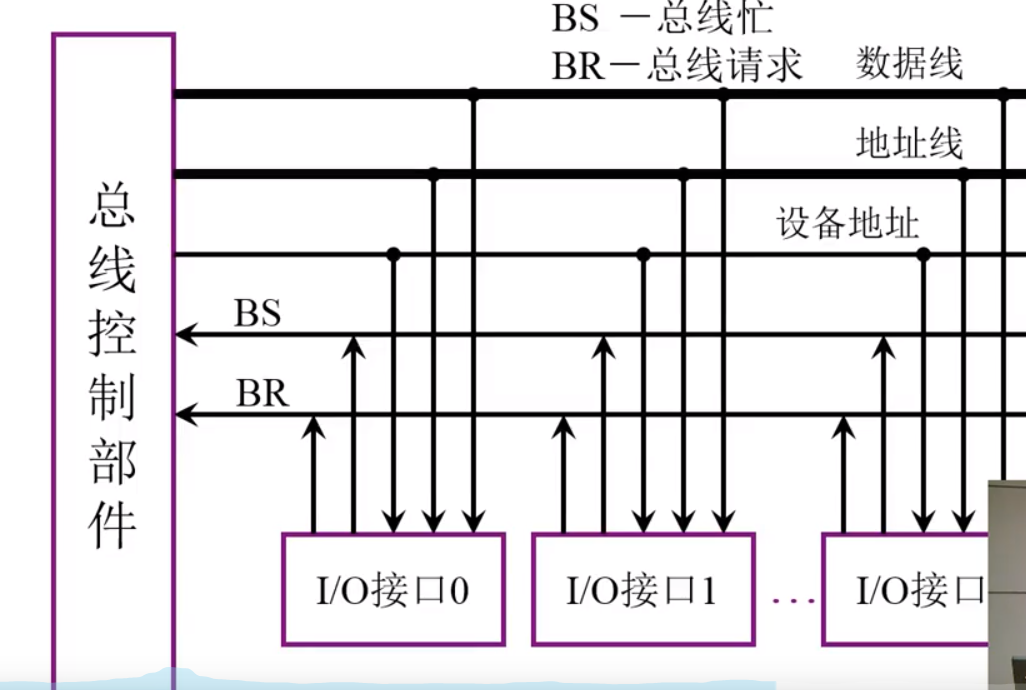 BS －总线忙
BR－总线请求
数据线
地址线
总线控制部件
设备地址
BS
BR
I/O接口0
I/O接口1
…
I/O接口